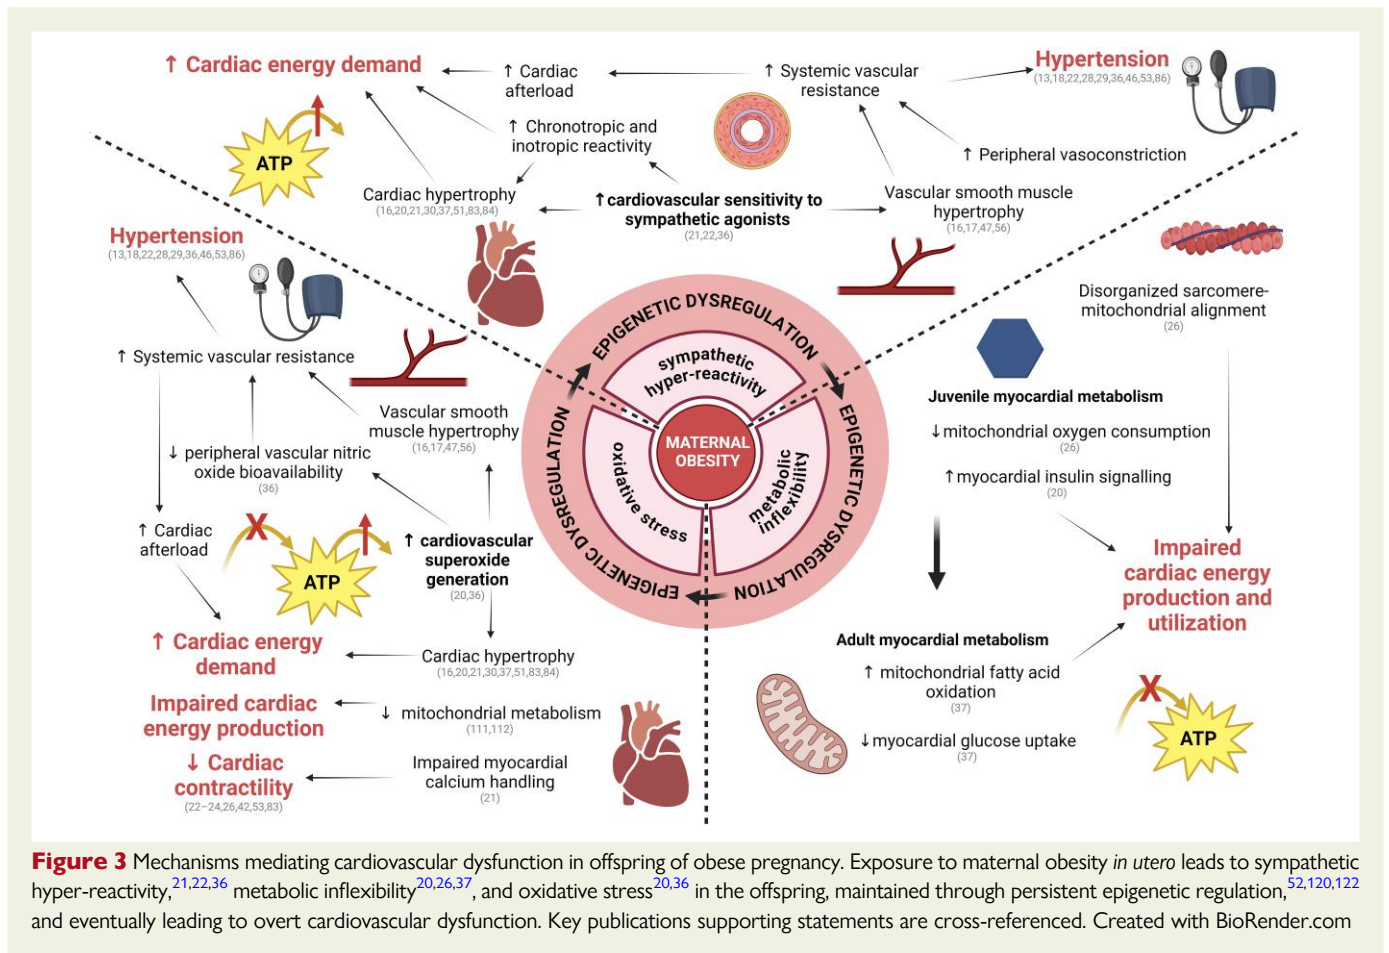 ↑ Cardiac energy demand
↑ Cardiac
afterload
↑ Systemic vascular
resistance
Hypertension
(13,18,22,28,29,36,46,53,86)
ATP
↑ Chronotropic and
inotropic reactivity
↑ Peripheral vasoconstriction
Cardiac hypertrophy
(16,20,21,30,37,51,83,84)
↑cardiovascular sensitivity to
sympathetic agonists
(21,22,36)
Vascular smooth muscle
hypertrophy
(16,17,47,56)
Hypertension
(13,18,22,28,29,36,46,53,86)
↑ Systemic vascular resistance
Vascular smooth
muscle hypertrophy
(16,17,47,56)
↓ peripheral vascular nitric
oxide bioavailability
(36)
↑ Cardiac
afterload
X
ATP
↑ cardiovascular
superoxide
generation
(20,36)
↑ Cardiac energy
demand
Cardiac hypertrophy
(16,20,21,30,37,51,83,84)
Impaired cardiac
energy production
↓ mitochondrial metabolism
(111,112)
↓ Cardiac
contractility
(22–24,26,42,53,83)
Impaired myocardial
calcium handling
(21)
EPIGENETIC DYSREGULATION
EPIGENETIC DYSREGULATION
EPIGENETIC DYSREGULATION
sympathetic
hyper-reactivity
metabolic
inflexibility
oxidative stress
MATERNAL
OBESITY
Disorganized sarcomere-
mitochondrial alignment
(26)
Juvenile myocardial metabolism
↓mitochondrial oxygen consumption
(26)
↑myocardial insulin signalling
(20)
Impaired
cardiac energy
production and
utilization
Adult myocardial metabolism
↑ mitochondrial fatty acid
oxidation
(37)
↓myocardial glucose uptake
(37)
X
ATP
Figure 3 Mechanisms mediating cardiovascular dysfunction in offspring of obese pregnancy. Exposure to maternal obesity in utero leads to sympathetic
hyper-reactivity,21,22,36 metabolic inflexibility20,26,37, and oxidative stress20,36 in the offspring, maintained through persistent epigenetic regulation,52,120,122
and eventually leading to overt cardiovascular dysfunction. Key publications supporting statements are cross-referenced. Created with BioRender.com